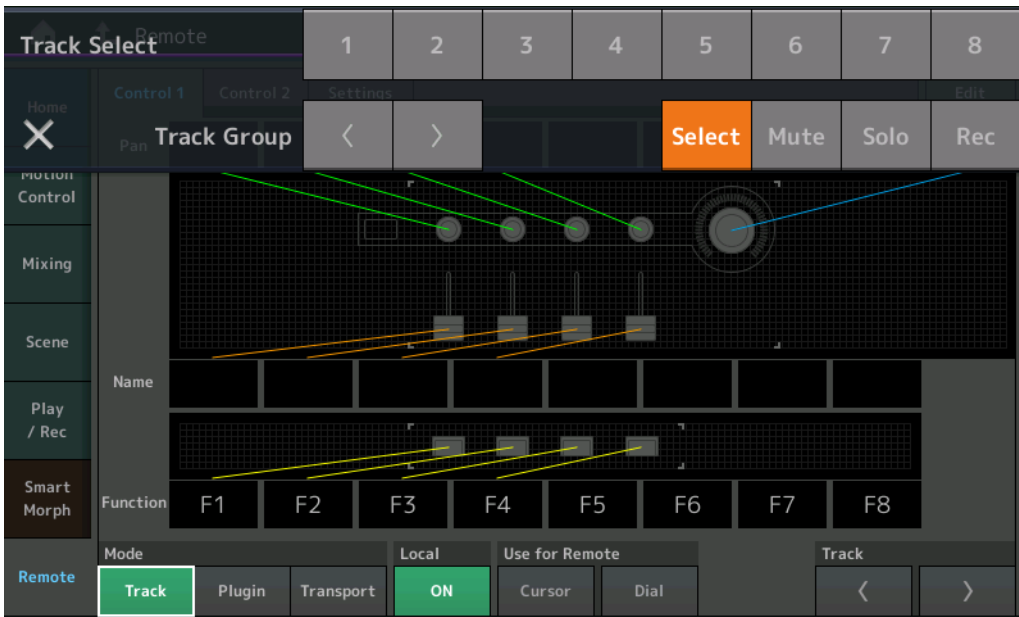 Track Select
Remote
1 2 3 4 5 6 7 8
Home
Control 1 Control 2 Settings Edit
Pan
Track Group 〈 〉 Select Mute Solo Rec
Motion
Control
Mixing
Scene
Name
Play
/ Rec
Smart
Morph
Function F1 F2 F3 F4 F5 F6 F7 F8
Mode Local Use for Remote Track
Remote
Track Plugin Transport ON Cursor Dial 〈 〉